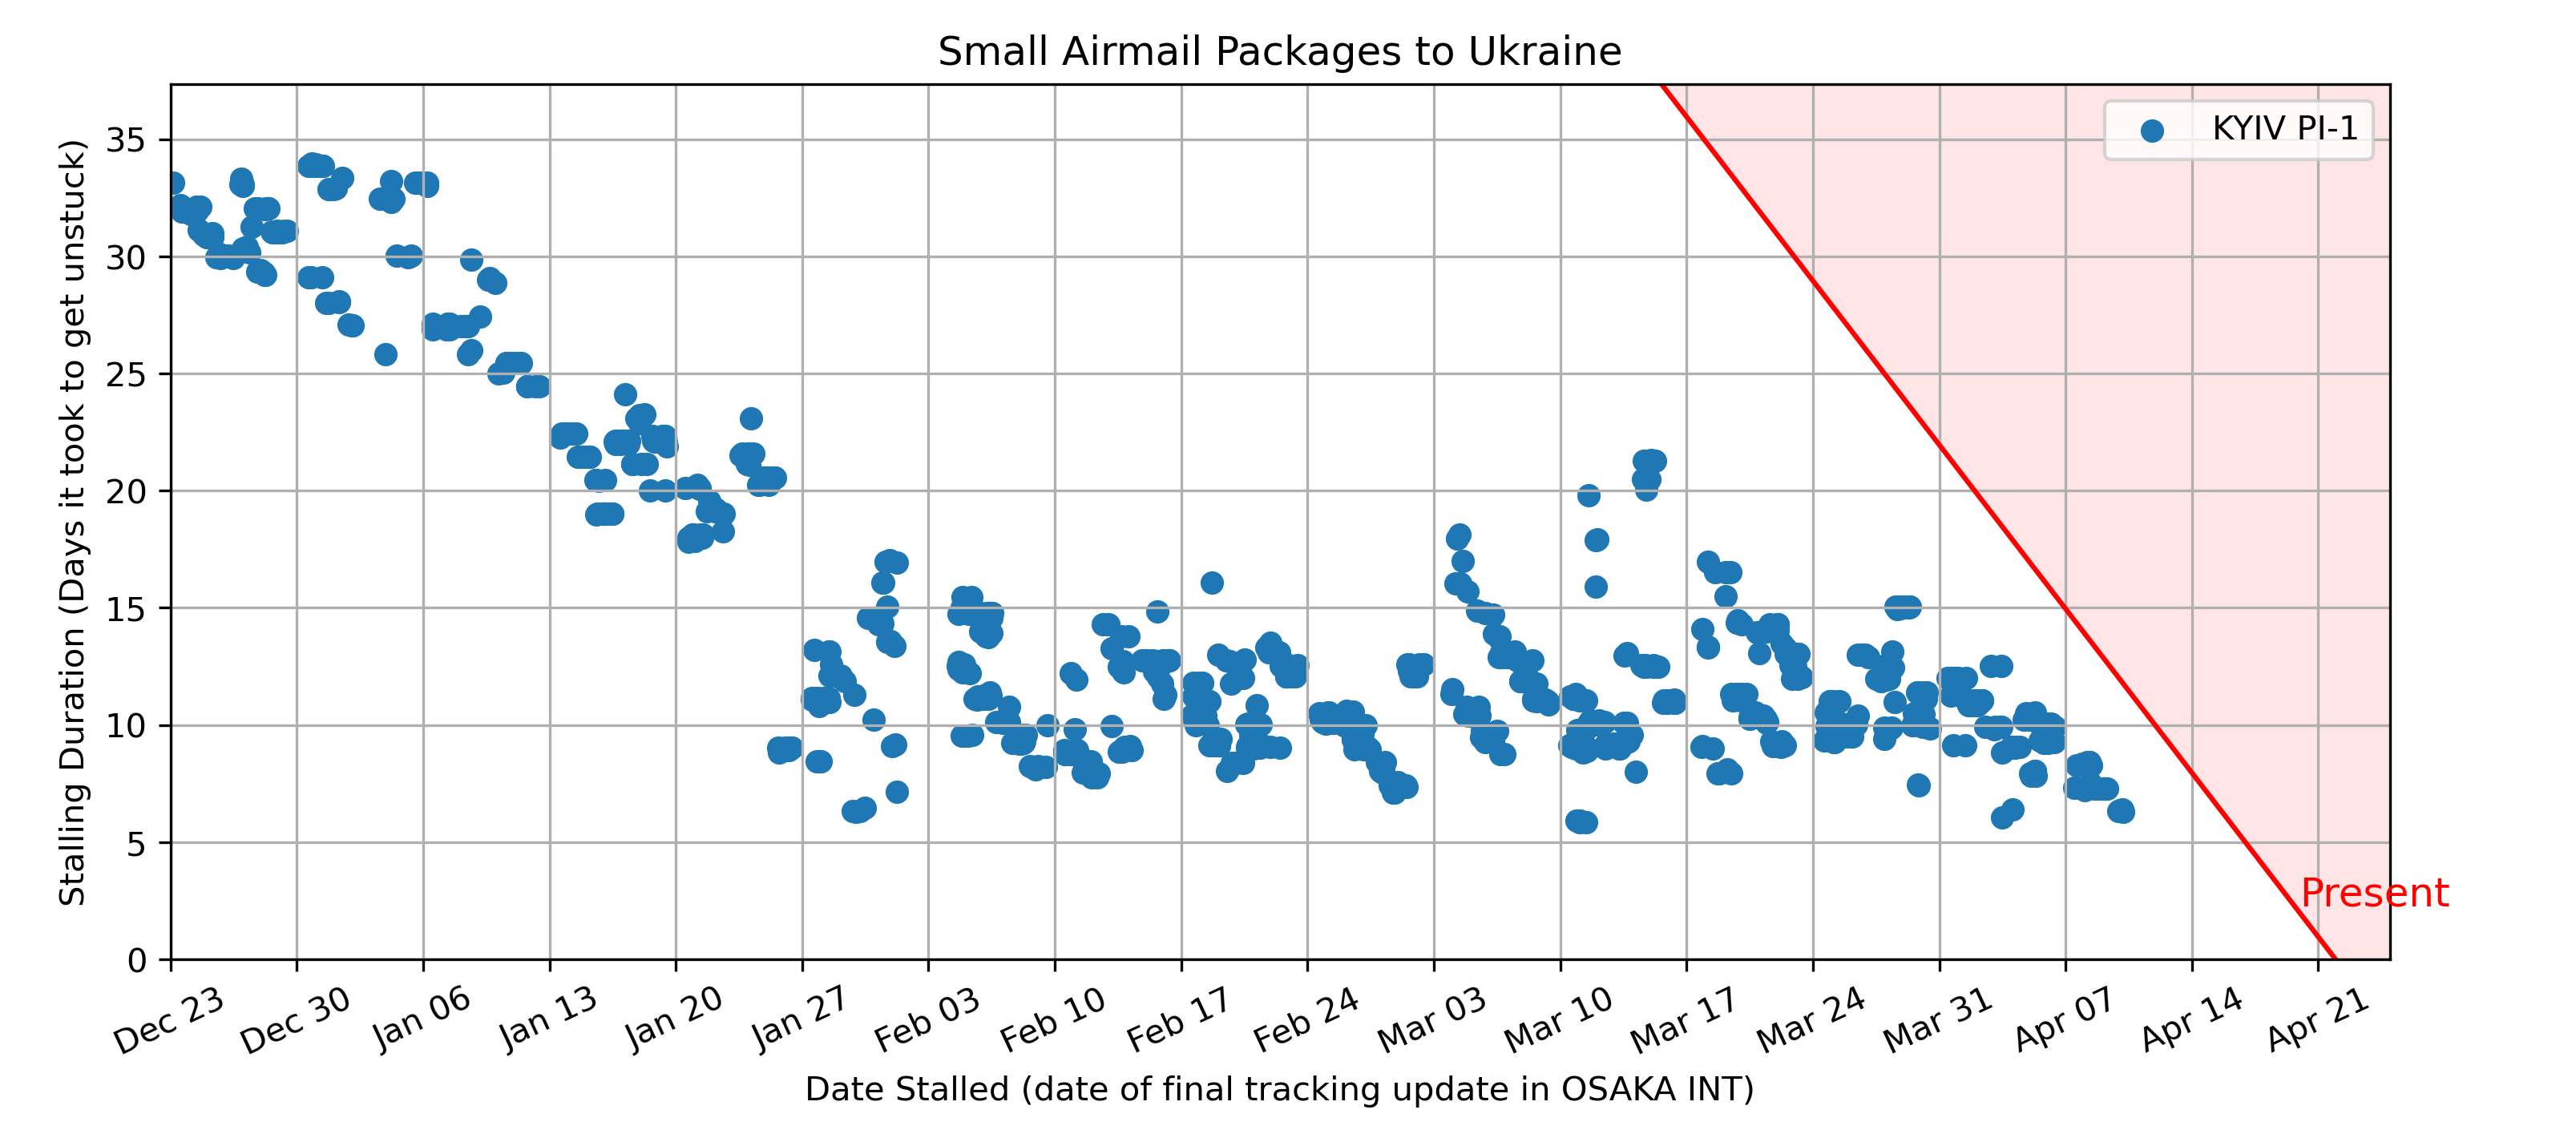 Small Airmail Packages to Ukraine
KYIV PI-1
Stalling Duration (Days it took to get unstuck)
35
30
25
20
15
10
5
0
Present
Dec 23
Dec 30
Jan 06
Jan 13
Jan 20
Jan 27
Feb 03
Feb 10
Feb 17
Feb 24
Mar 03
Mar 10
Mar 17
Mar 24
Mar 31
Apr 07
Apr 14
Apr 21
Date Stalled (date of final tracking update in OSAKA INT)